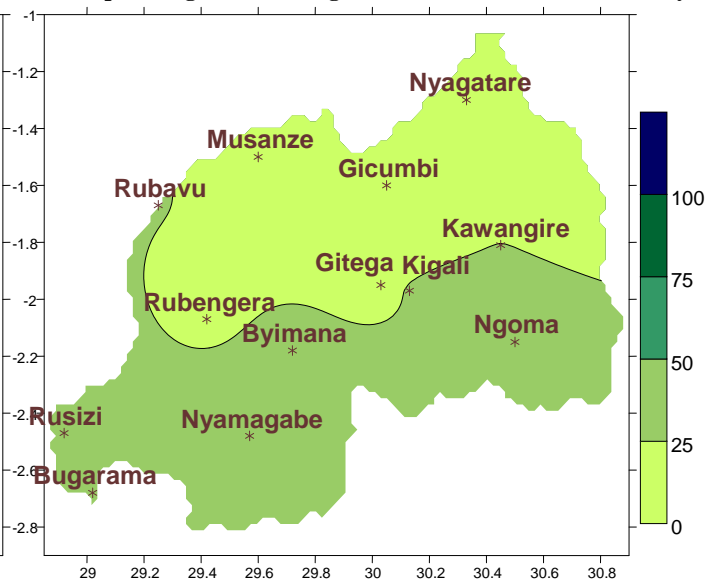 -1
-1.2
-1.4
-1.6
-1.8
-2
-2.2
-2.6
-2.8
29
29.2
29.4
29.6
29.8
30
30.2
30.4
30.6
30.8
Nyagatare
Musanze
Gicumbi
Rubavu
Kawangire
Gitega
Kigali
Rubengera
Byimana
Ngoma
Rusizi
Nyamagabe
Bugarama
100
75
50
25
0